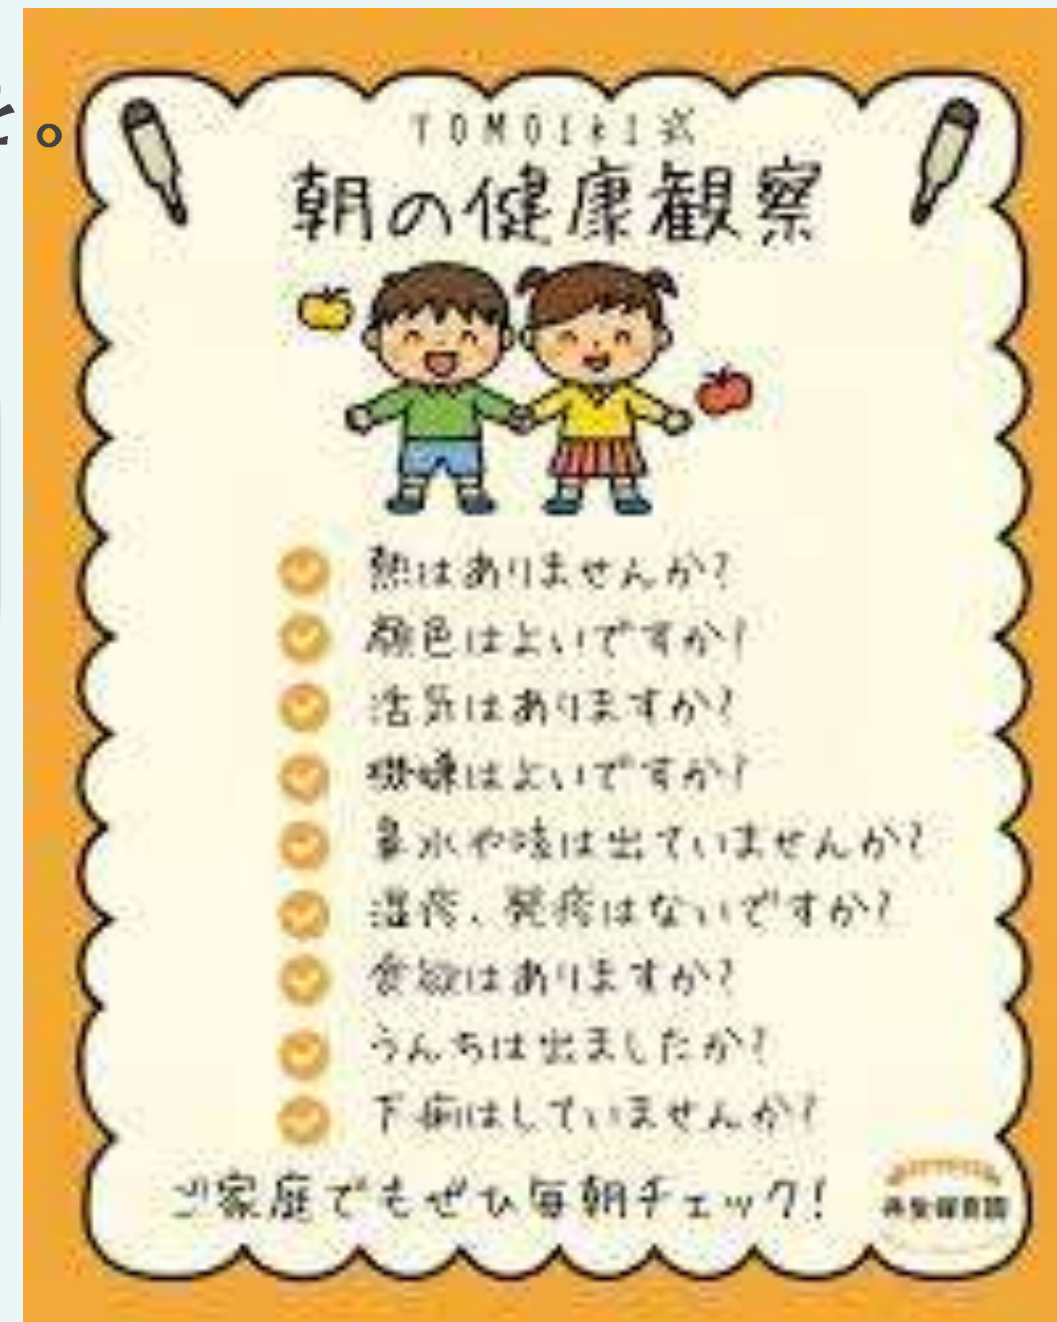 を。
TOMOIkI式
朝の健康観察
熱はありませんか?
顔色はよいですか?
活気はありますか?
機嫌はよいですか?
鼻水や咳は出ていませんか?
湿疹、発疹はないですか?
食欲はありますか?
うんちは出ましたか?
下痢はしていませんか?
ご家庭でもぜひ毎朝チェック!
保育園